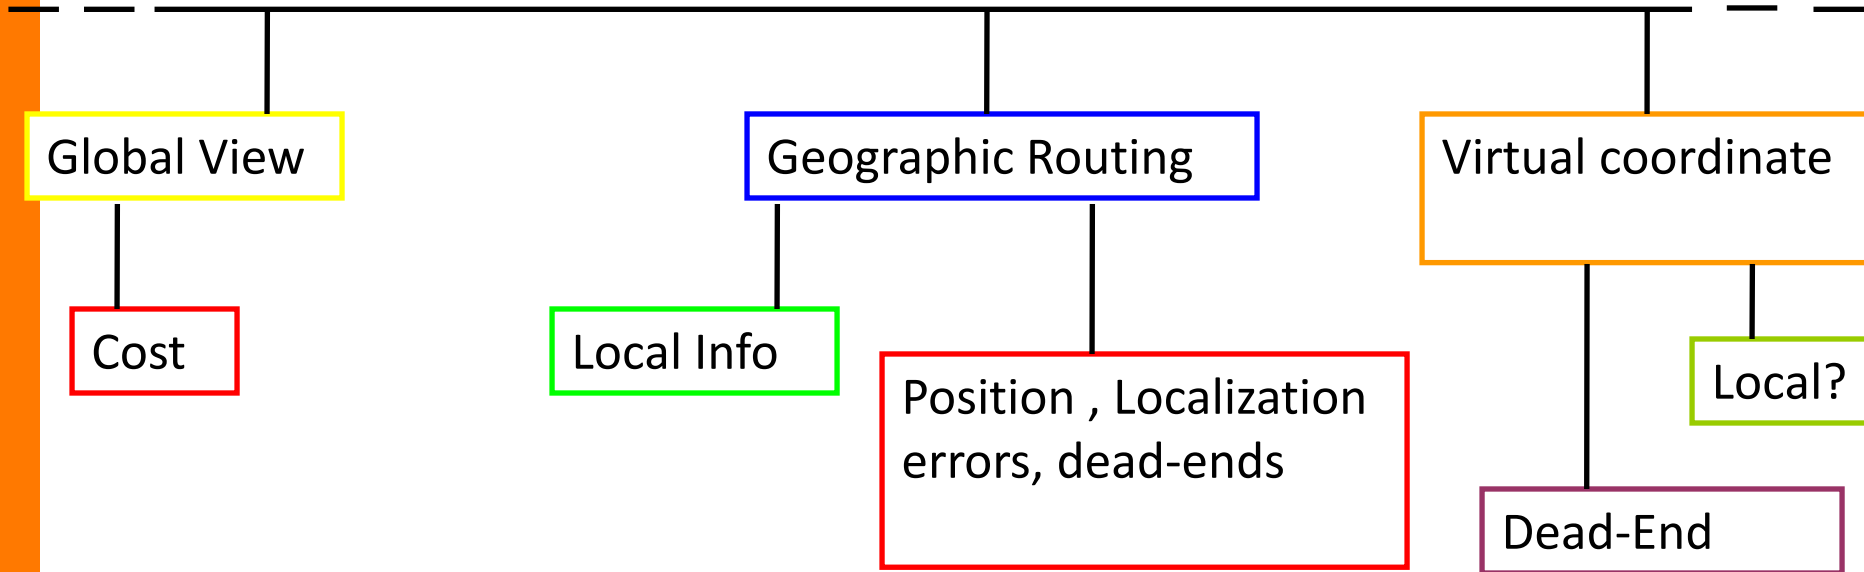 Global View
Geographic Routing
Virtual coordinate
Cost
Local Info
Position , Localization
errors, dead-ends
Local?
Dead-End